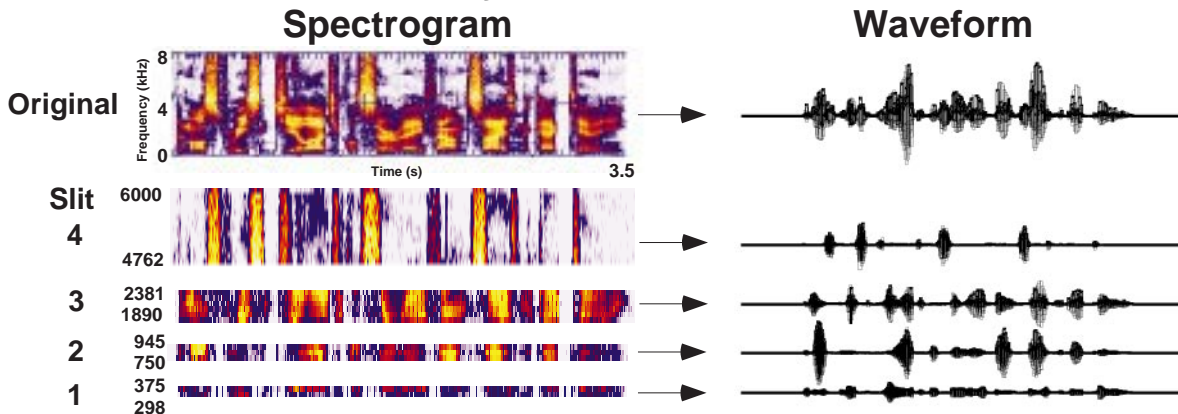 Spectrogram
Waveform
Original
Frequency (kHz)
8
4
0
Time (s)
3.5
Slit
4
6000
4762
3
2381
1890
2
945
750
1
375
298